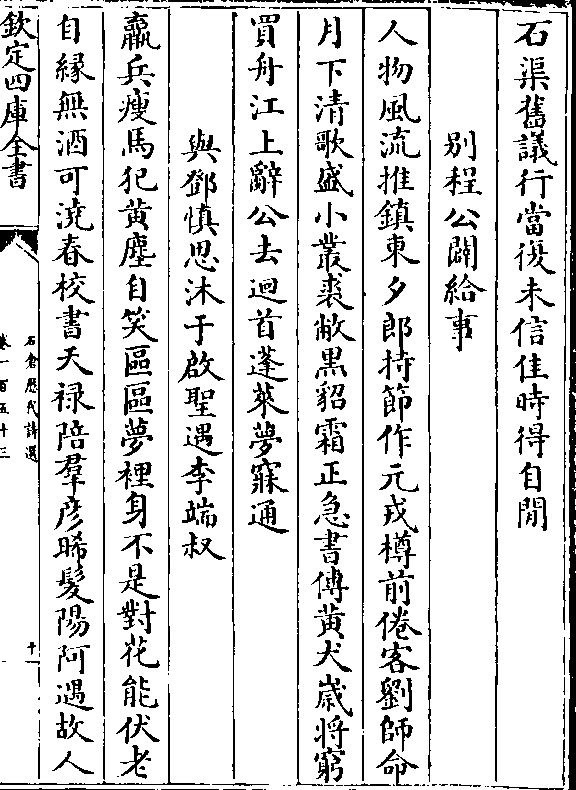 石渠舊議行當復未信佳時得自閒
別程公闢給事
人物風流推鎮東夕郎持節作元戎樽前倦客劉師命
月下清歌盛小叢裘敝黑貂霜正急書傳黃犬歲將窮
買舟江上辭公去迴首蓬萊夢寐通
與鄧慎思沐于啟聖遇李端叔
羸兵瘦馬犯黃塵自笑區區夢裡身不是對花能伏老
自縁無酒可澆春校書天禄陪羣彦晞髮陽阿遇故人
欽定四庫全書
石倉歴代詩選
卷一百五十三
十一